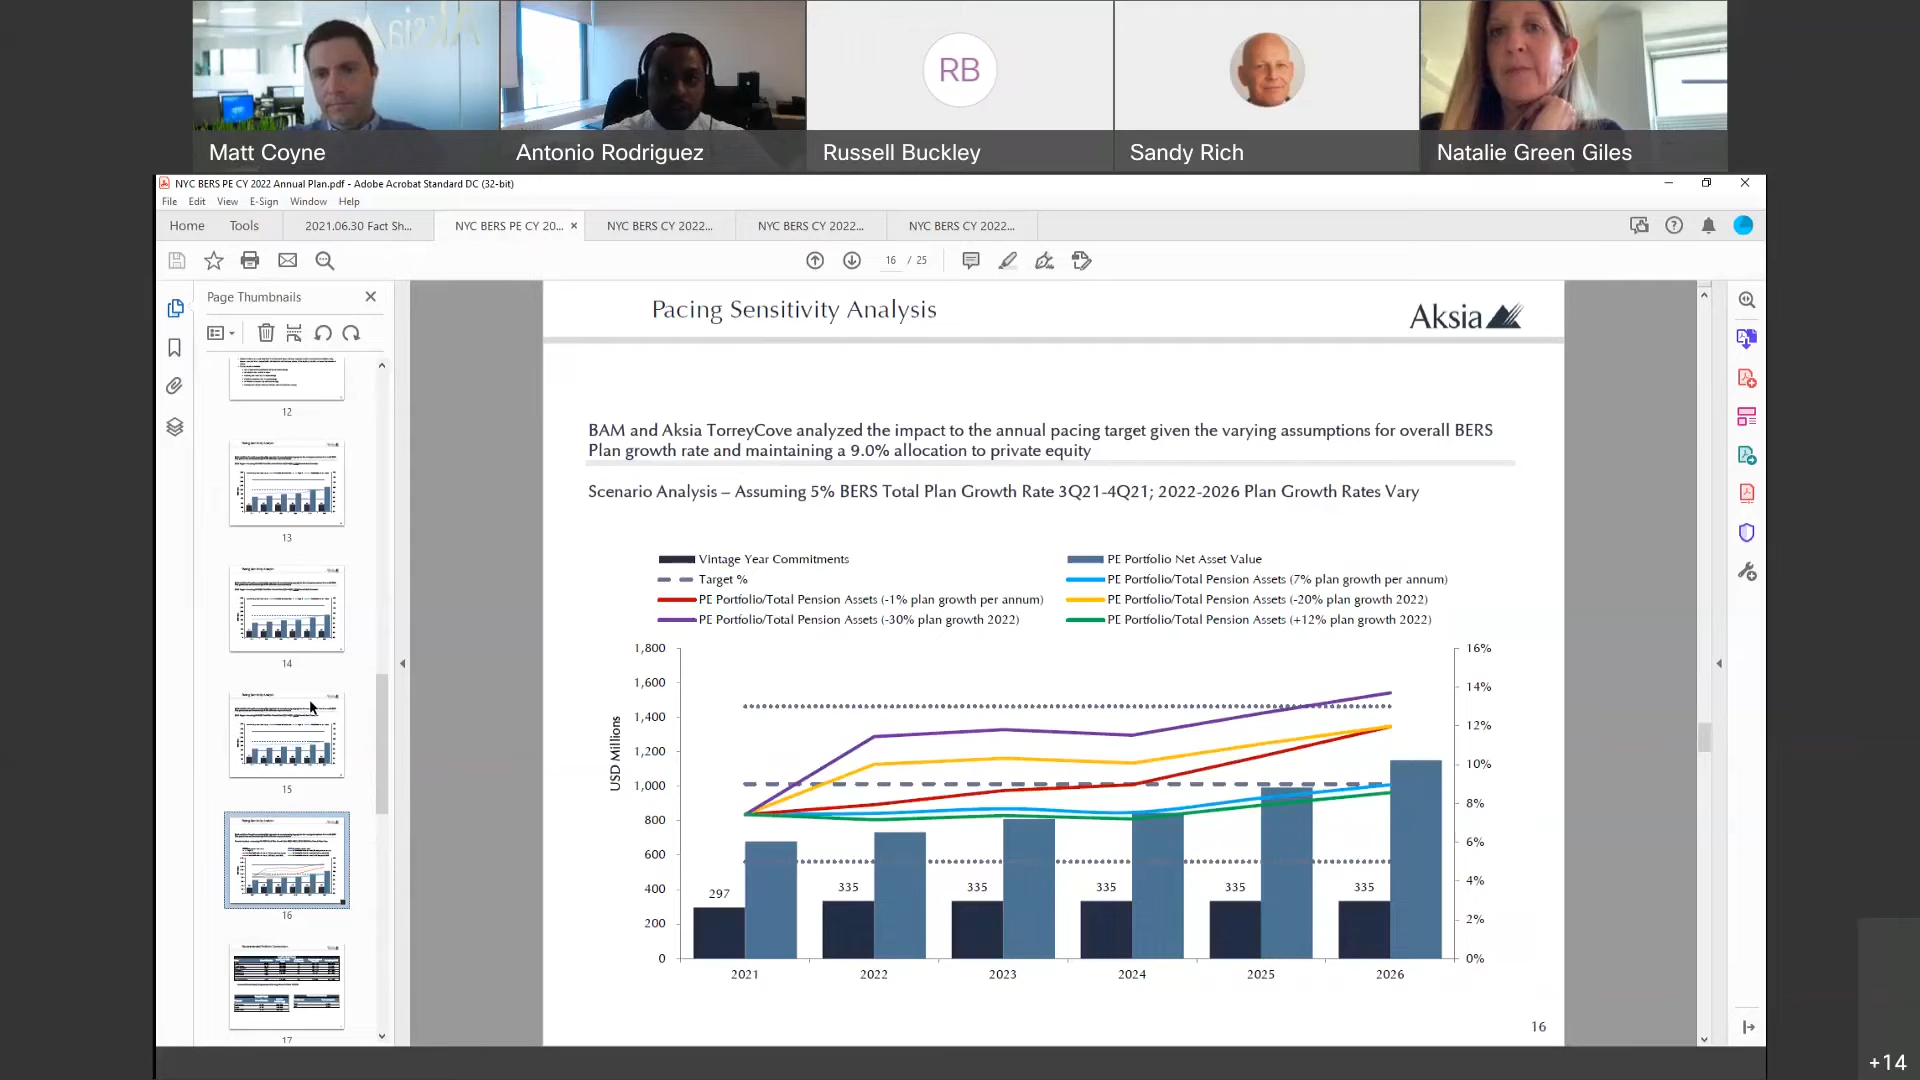 Aksia
RB
Matt Coyne
Antonio Rodriguez
Russell Buckley
Sandy Rich
Natalie Green Giles
NYC BERS PE CY 2022 Annual Plan.pdf - Adobe Acrobat Standard DC (32-bit)
File Edit View E-Sign Window Help
Home Tools 2021.06.30 Fact Sh... NYC BERS PE CY 20... × NYC BERS CY 2022... NYC BERS CY 2022... NYC BERS CY 2022...
16 / 25
Page Thumbnails
12
13
14
15
16
17
Pacing Sensitivity Analysis
Aksia
BAM and Aksia TorreyCove analyzed the impact to the annual pacing target given the varying assumptions for overall BERS
Plan growth rate and maintaining a 9.0% allocation to private equity
Scenario Analysis – Assuming 5% BERS Total Plan Growth Rate 3Q21-4Q21; 2022-2026 Plan Growth Rates Vary
Vintage Year Commitments PE Portfolio Net Asset Value
Target % PE Portfolio/Total Pension Assets (7% plan growth per annum)
PE Portfolio/Total Pension Assets (-1% plan growth per annum) PE Portfolio/Total Pension Assets (-20% plan growth 2022)
PE Portfolio/Total Pension Assets (-30% plan growth 2022) PE Portfolio/Total Pension Assets (+12% plan growth 2022)
USD Millions
1,800
1,600
1,400
1,200
1,000
800
600
400
200
0
16%
14%
12%
10%
8%
6%
4%
2%
0%
297 335 335 335 335 335
2021 2022 2023 2024 2025 2026
16
+14